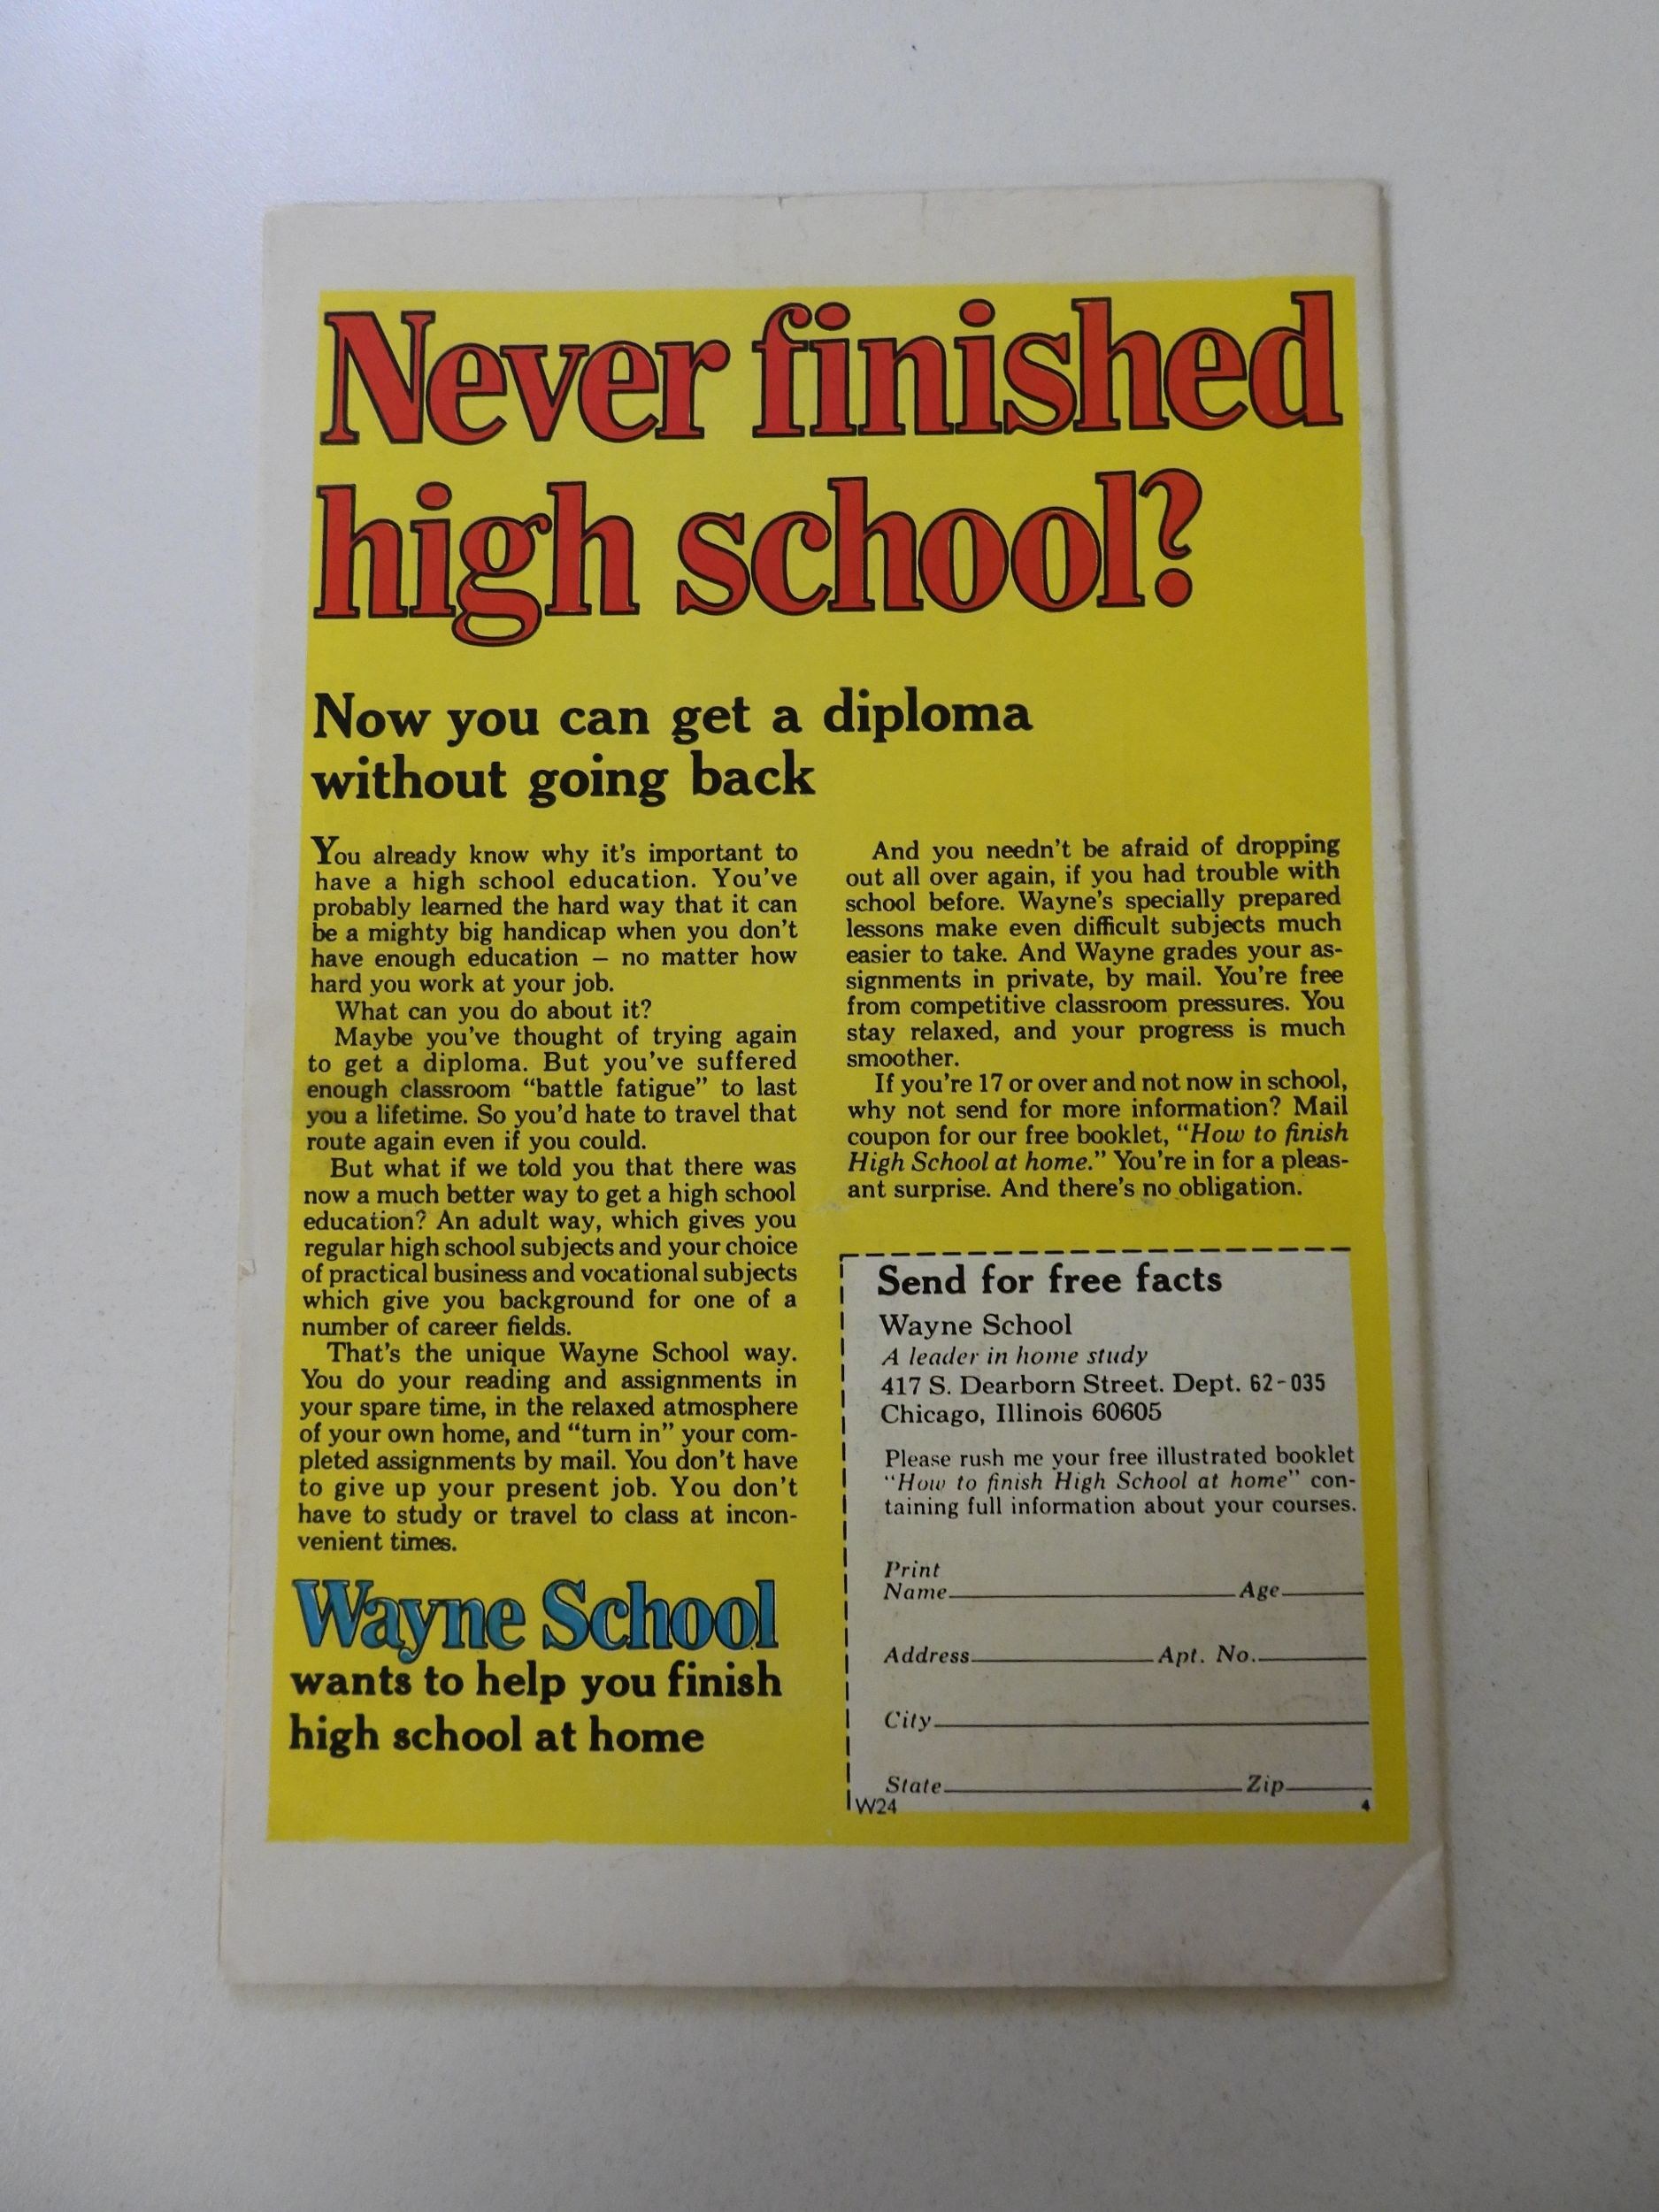 Never finished
high school?
Now you can get a diploma
without going back
You already know why it's important to
have a high school education. You've
probably learned the hard way that it can
be a mighty big handicap when you don't
have enough education — no matter how
hard you work at your job.
What can you do about it?
Maybe you've thought of trying again
to get a diploma. But you've suffered
enough classroom “battle fatigue” to last
you a lifetime. So you'd hate to travel that
route again even if you could.
But what if we told you that there was
now a much better way to get a high school
education? An adult way, which gives you
regular high school subjects and your choice
of practical business and vocational subjects
which give you background for one of a
number of career fields.
That's the unique Wayne School way.
You do your reading and assignments in
your spare time, in the relaxed atmosphere
of your own home, and “turn in” your com-
pleted assignments by mail. You don't have
to give up your present job. You don't
have to study or travel to class at incon-
venient times.
Wayne School
wants to help you finish
high school at home
And you needn't be afraid of dropping
out all over again, if you had trouble with
school before. Wayne's specially prepared
lessons make even difficult subjects much
easier to take. And Wayne grades your as-
signments in private, by mail. You're free
from competitive classroom pressures. You
stay relaxed, and your progress is much
smoother.
If you're 17 or over and not now in school,
why not send for more information? Mail
coupon for our free booklet, “How to finish
High School at home.” You're in for a pleas-
ant surprise. And there's no obligation.
Send for free facts
Wayne School
A leader in home study
417 S. Dearborn Street. Dept. 62-035
Chicago, Illinois 60605
Please rush me your free illustrated booklet
“How to finish High School at home” con-
taining full information about your courses.
Print
Name Age
Address Apt. No.
City
State Zip
W24 4